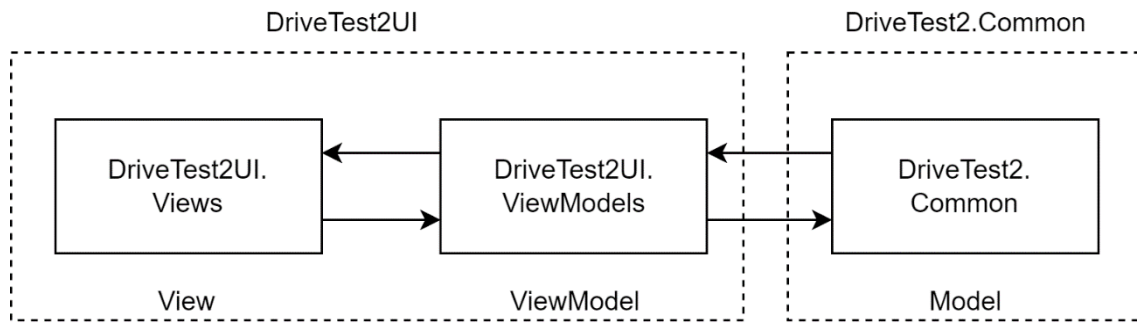 DriveTest2UI
DriveTest2.Common
DriveTest2UI.
Views
DriveTest2UI.
ViewModels
DriveTest2.
Common
View
ViewModel
Model